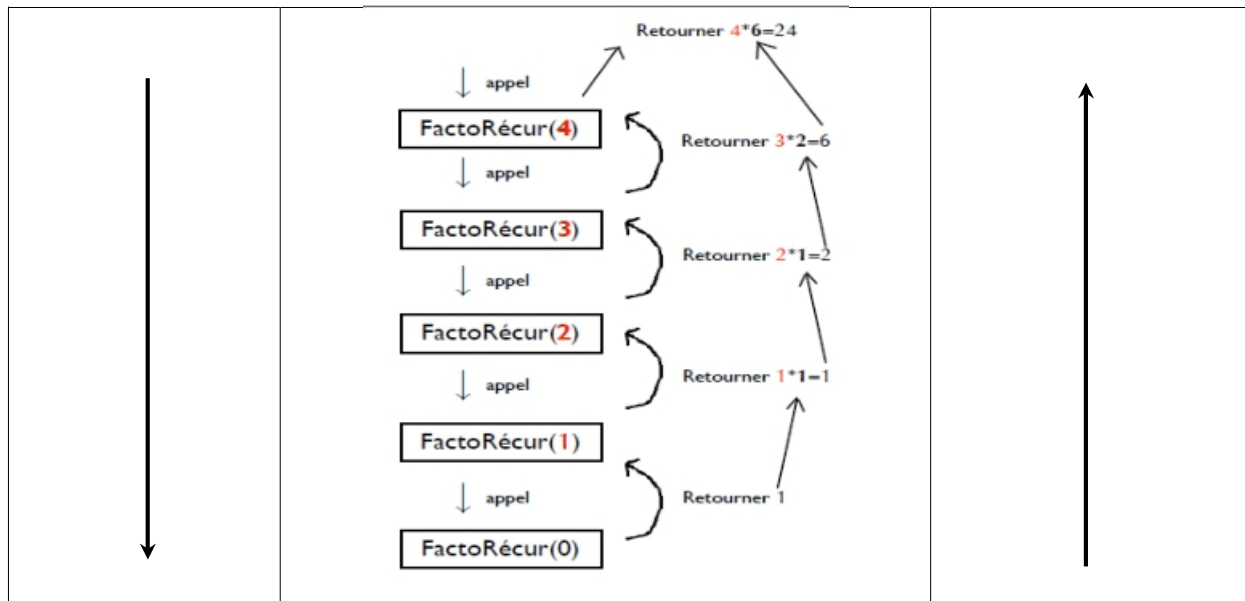 Retourner 4*6=24
appel
FactoRécur(4)
Retourner 3*2=6
appel
FactoRécur(3)
Retourner 2*1=2
appel
FactoRécur(2)
Retourner 1*1=1
appel
FactoRécur(1)
Retourner 1
appel
FactoRécur(0)